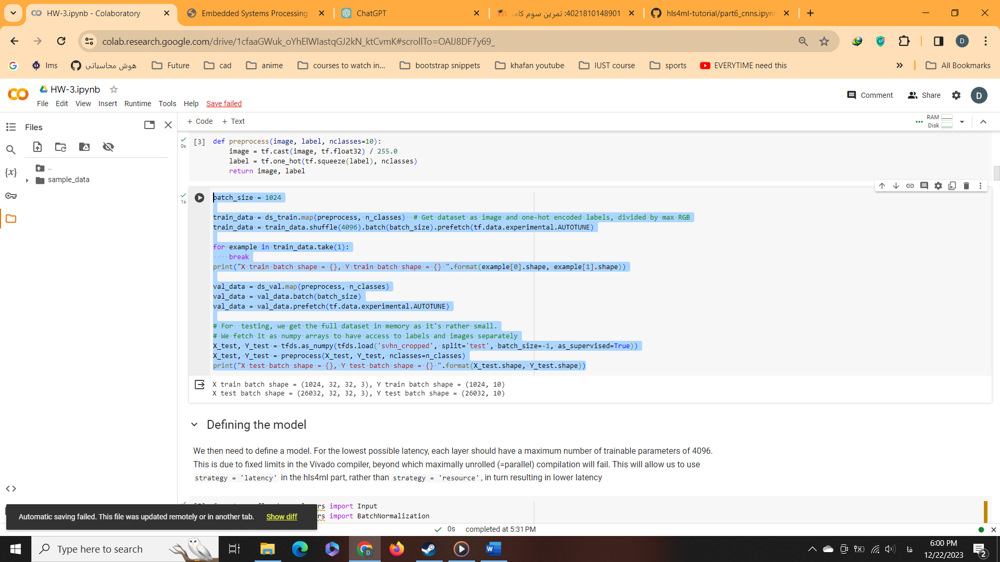 HW-3.ipynb - Colaboratory
Embedded Systems Processing
ChatGPT
4021810148901: تمرین سوم کامـ
hls4ml-tutorial/part6_cnns.ipyn
colab.research.google.com/drive/1cfaaGWuk_oYhElWIastqGJ2kN_ktCvmK#scrollTo=OAlJ8DF7y69_
D
lms
هوش محاسباتی
Future
cad
anime
courses to watch in...
bootstrap snippets
khafan youtube
IUST course
sports
EVERYTIME need this
All Bookmarks
HW-3.ipynb
File Edit View Insert Runtime Tools Help Save failed
Comment
Share
D
Files
+ Code + Text
RAM
Disk
..
sample_data
0s
[3] def preprocess(image, label, nclasses=10):
image = tf.cast(image, tf.float32) / 255.0
label = tf.one_hot(tf.squeeze(label), nclasses)
return image, label
1s
batch_size = 1024
train_data = ds_train.map(preprocess, n_classes)  # Get dataset as image and one-hot encoded labels, divided by max RGB
train_data = train_data.shuffle(4096).batch(batch_size).prefetch(tf.data.experimental.AUTOTUNE)
for example in train_data.take(1):
break
print("X train batch shape = {}, Y train batch shape = {} ".format(example[0].shape, example[1].shape))
val_data = ds_val.map(preprocess, n_classes)
val_data = val_data.batch(batch_size)
val_data = val_data.prefetch(tf.data.experimental.AUTOTUNE)
# For  testing, we get the full dataset in memory as it's rather small.
# We fetch it as numpy arrays to have access to labels and images separately
X_test, Y_test = tfds.as_numpy(tfds.load('svhn_cropped', split='test', batch_size=-1, as_supervised=True))
X_test, Y_test = preprocess(X_test, Y_test, nclasses=n_classes)
print("X test batch shape = {}, Y test batch shape = {} ".format(X_test.shape, Y_test.shape))
X train batch shape = (1024, 32, 32, 3), Y train batch shape = (1024, 10)
X test batch shape = (26032, 32, 32, 3), Y test batch shape = (26032, 10)
Defining the model
We then need to define a model. For the lowest possible latency, each layer should have a maximum number of trainable parameters of 4096.
This is due to fixed limits in the Vivado compiler, beyond which maximally unrolled (=parallel) compilation will fail. This will allow us to use
strategy = 'latency' in the hls4ml part, rather than strategy = 'resource', in turn resulting in lower latency
import Input
import BatchNormalization
Automatic saving failed. This file was updated remotely or in another tab. Show diff
0s completed at 5:31 PM
Type here to search
فا
6:00 PM
12/22/2023
2